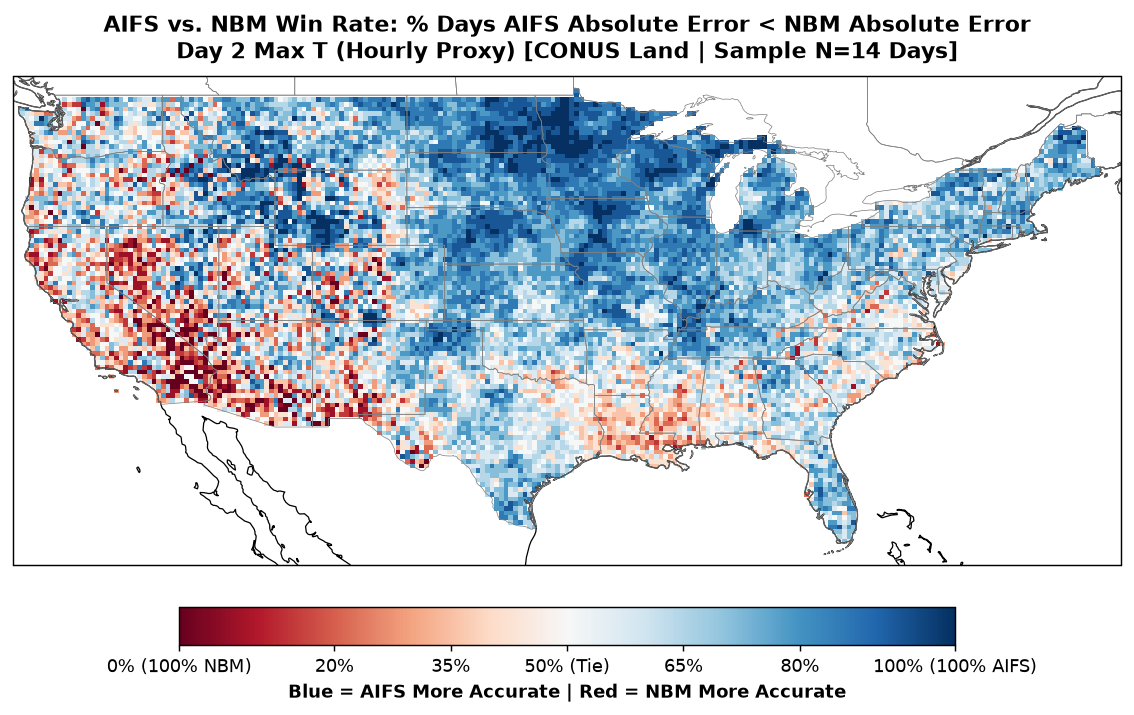 AIFS vs. NBM Win Rate: % Days AIFS Absolute Error < NBM Absolute Error
Day 2 Max T (Hourly Proxy) [CONUS Land | Sample N=14 Days]
0% (100% NBM) 20% 35% 50% (Tie) 65% 80% 100% (100% AIFS)
Blue = AIFS More Accurate | Red = NBM More Accurate